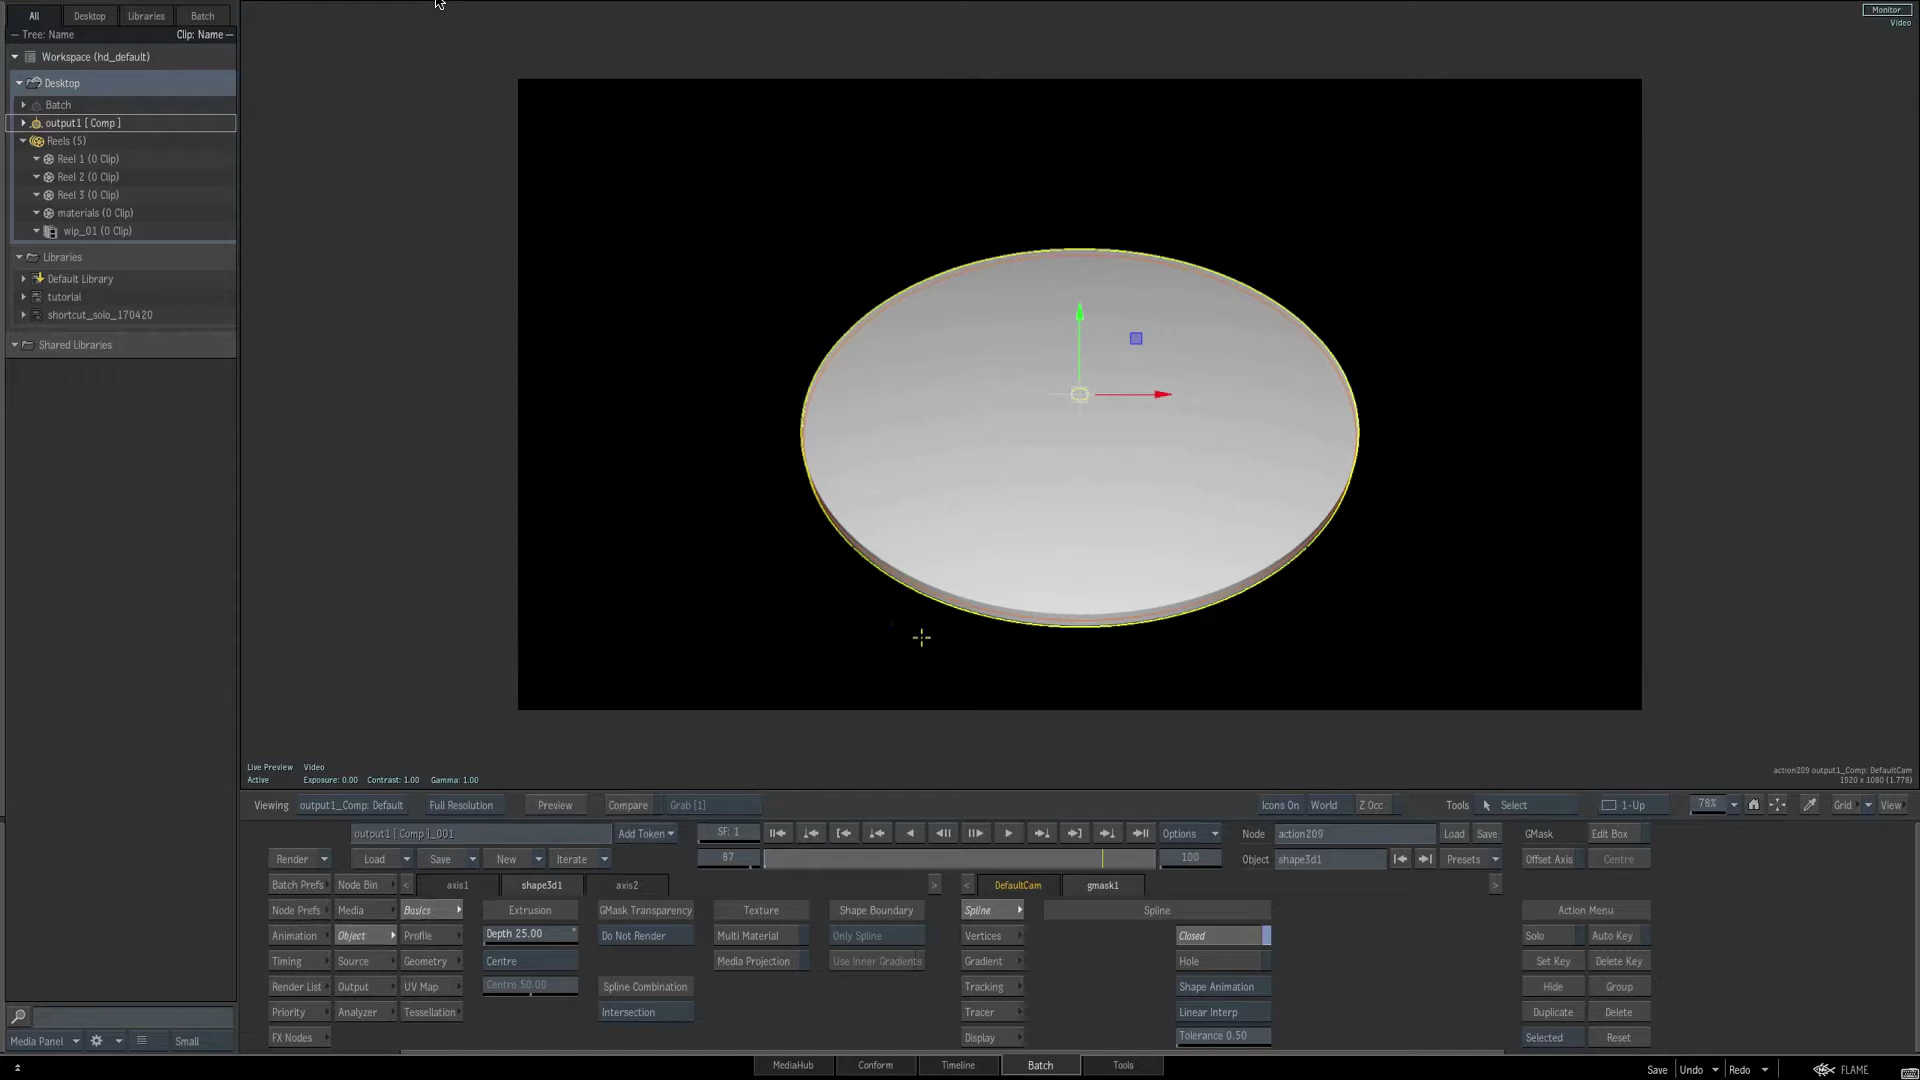 All Desktop Libraries Batch
Tree: Name Clip: Name
Workspace (hd_default)
Desktop
Batch
output1 [ Comp ]
Reels (5)
Reel 1 (0 Clip)
Reel 2 (0 Clip)
Reel 3 (0 Clip)
materials (0 Clip)
wip_01 (0 Clip)
Libraries
Default Library
tutorial
shortcut_solo_170420
Shared Libraries
Media Panel Small
Monitor
Video
Live Preview Video
Active Exposure: 0.00 Contrast: 1.00 Gamma: 1.00
action209 output1_Comp: DefaultCam
1920 x 1080 (1.778)
Viewing output1_Comp: Default Full Resolution Preview Compare Grab [1] Icons On World Z Occ Tools Select 1-Up 78% Grid View
output1 [ Comp ]_001 Add Token SF: 1 Options Node action209 Load Save GMask Edit Box
Render Load Save New Iterate 87 100 Object shape3d1 Presets Offset Axis Centre
Batch Prefs Node Bin < axis1 shape3d1 axis2 > < DefaultCam gmask1 >
Node Prefs Media Basics Extrusion GMask Transparency Texture Shape Boundary Spline Spline Action Menu
Animation Object Profile Depth 25.00 Do Not Render Multi Material Only Spline Vertices Closed Solo Auto Key
Timing Source Geometry Centre Media Projection Use Inner Gradients Gradient Hole Set Key Delete Key
Render List Output UV Map Centre 50.00 Spline Combination Tracking Shape Animation Hide Group
Priority Analyzer Tessellation Intersection Tracer Linear Interp Duplicate Delete
FX Nodes Display Tolerance 0.50 Selected Reset
MediaHub Conform Timeline Batch Tools Save Undo Redo FLAME